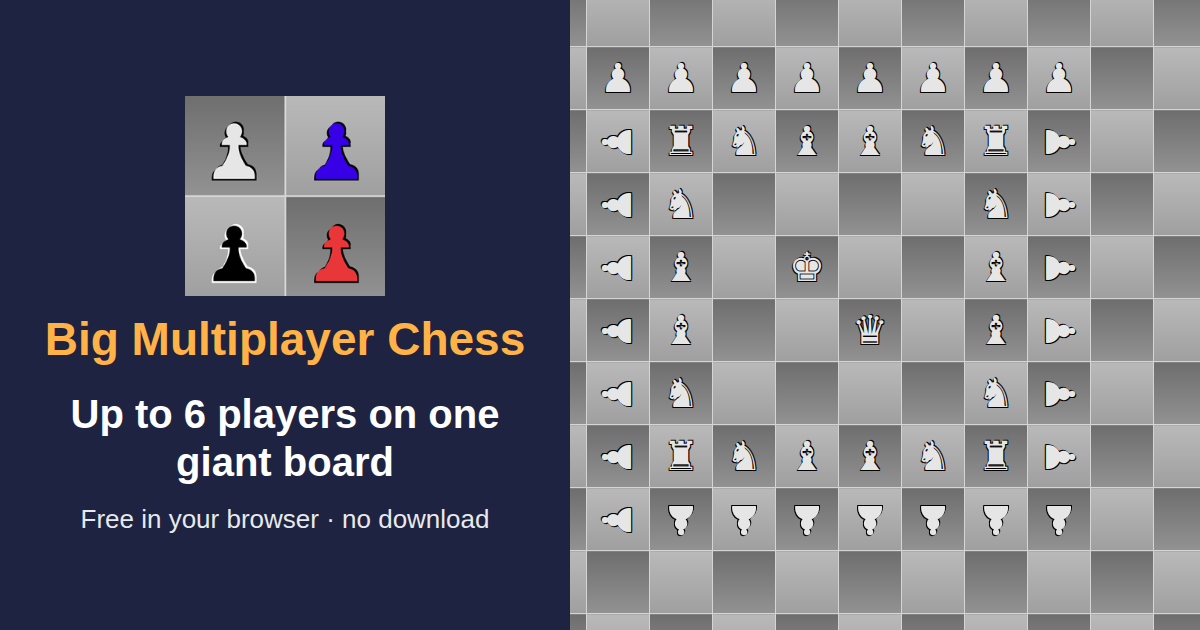 Big Multiplayer Chess
Up to 6 players on one
giant board
Free in your browser · no download